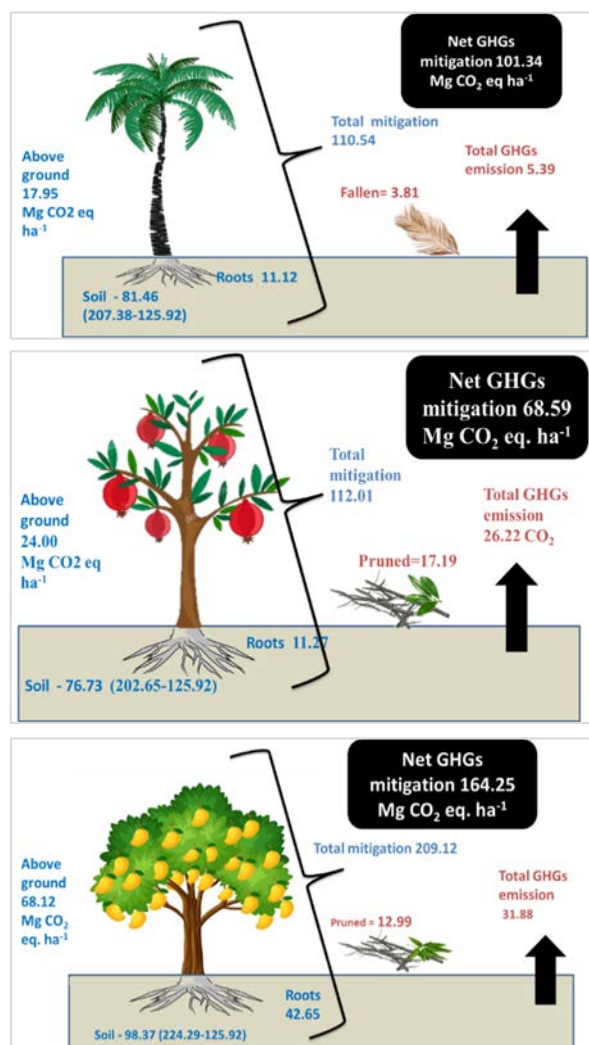 Net GHGs
mitigation 101.34
Mg CO₂ eq ha⁻¹
Total mitigation
110.54
Total GHGs
emission 5.39
Above
ground
17.95
Mg CO2 eq
ha⁻¹
Fallen= 3.81
Roots 11.12
Soil - 81.46
(207.38-125.92)
Net GHGs
mitigation 68.59
Mg CO₂ eq. ha⁻¹
Total
mitigation
112.01
Above
ground
24.00
Mg CO2 eq
ha⁻¹
Total GHGs
emission
26.22 CO₂
Pruned=17.19
Roots 11.27
Soil - 76.73 (202.65-125.92)
Net GHGs
mitigation 164.25
Mg CO₂ eq. ha⁻¹
Total mitigation 209.12
Above
ground
68.12
Mg CO₂
eq. ha⁻¹
Total GHGs
emission
31.88
Pruned = 12.99
Roots
42.65
Soil - 98.37 (224.29-125.92)